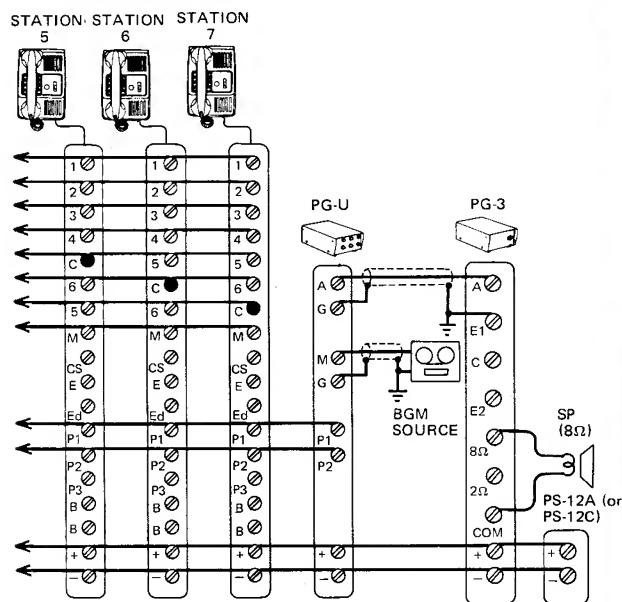 STATION STATION STATION
5 6 7
1 1 1
2 2 2
3 3 3
4 4 4
C 5 5
6 C 6
5 6 C
M M M
CS CS CS
E E E
Ed Ed Ed
P1 P1 P1
P2 P2 P2
P3 P3 P3
B B B
B B B
+ + +
− − −
PG-U
A
G
M
G
P1
P2
+
−
BGM
SOURCE
PG-3
A
E1
C
E2
8Ω
2Ω
COM
+
−
SP
(8Ω)
PS-12A (or
PS-12C)
+
−